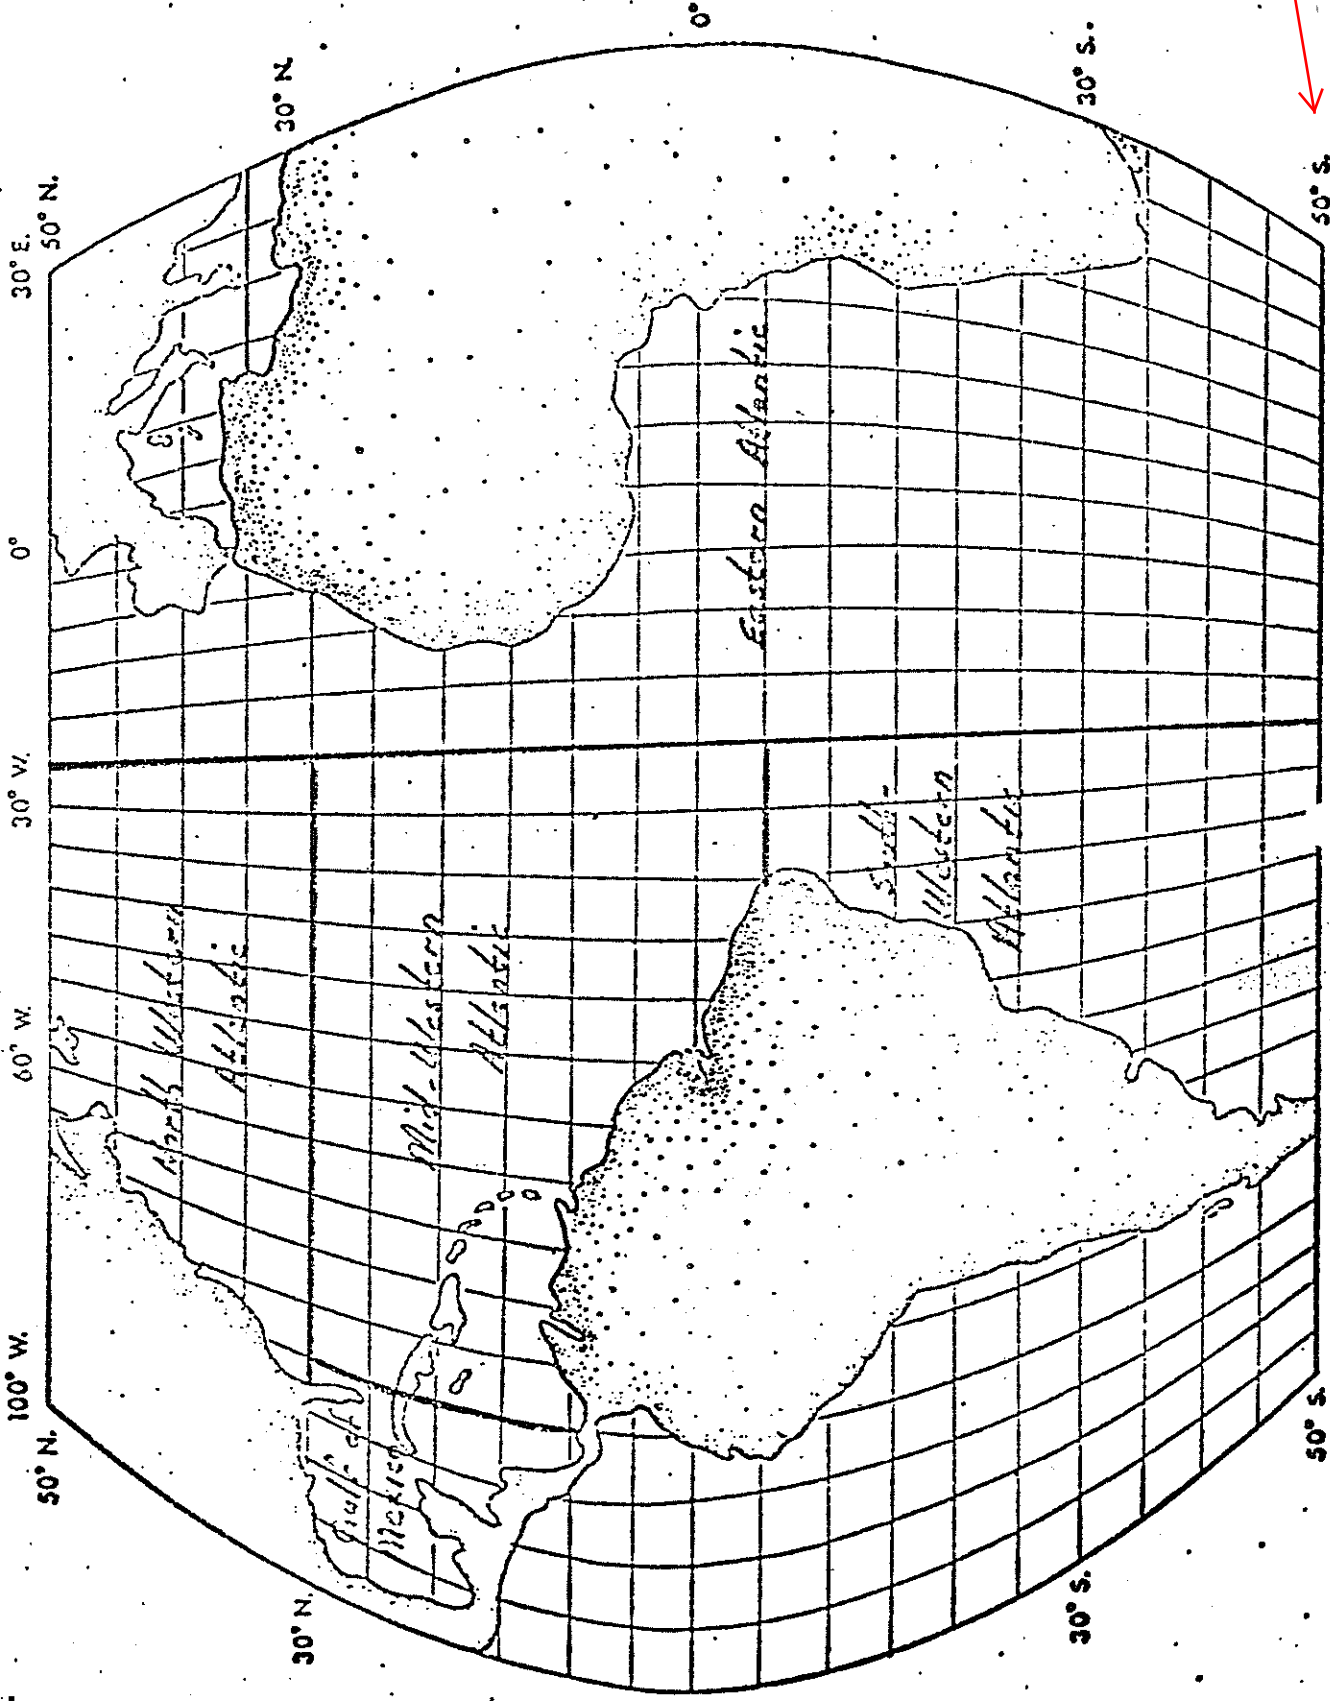 100° W.
60° W.
30° W.
0°
30° E.
50° N.
50° N.
30° N.
30° N.
0°
30° S.
30° S.
50° S.
50° S.
North Western
Atlantic
Mid-Western
Atlantic
Gulf of
Mexico
Eastern Atlantic
South-
Western
Atlantic